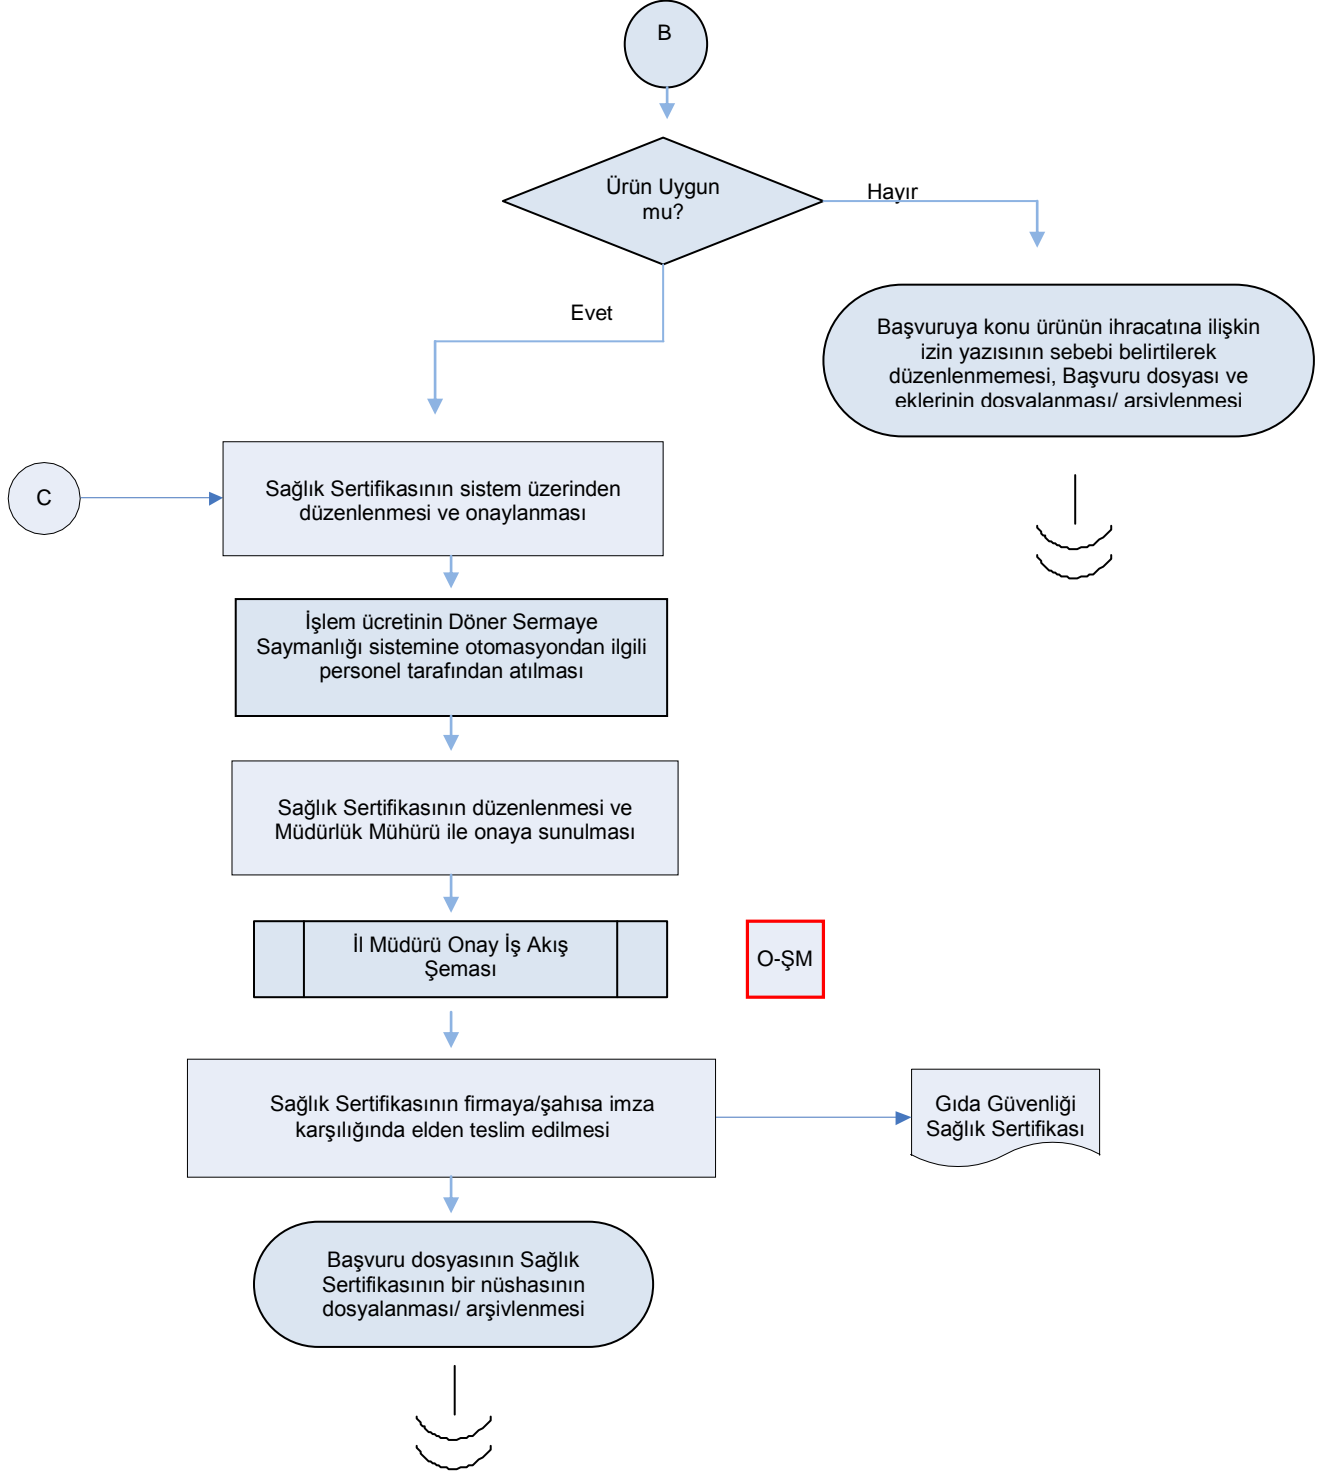 B
Ürün Uygun
mu?
Hayır
Evet
Başvuruya konu ürünün ihracatına ilişkin
izin yazısının sebebi belirtilerek
düzenlenmemesi, Başvuru dosyası ve
eklerinin dosyalanması/ arşivlenmesi
C
Sağlık Sertifikasının sistem üzerinden
düzenlenmesi ve onaylanması
İşlem ücretinin Döner Sermaye
Saymanlığı sistemine otomasyondan ilgili
personel tarafından atılması
Sağlık Sertifikasının düzenlenmesi ve
Müdürlük Mühürü ile onaya sunulması
İl Müdürü Onay İş Akış
Şeması
O-ŞM
Sağlık Sertifikasının firmaya/şahısa imza
karşılığında elden teslim edilmesi
Gıda Güvenliği
Sağlık Sertifikası
Başvuru dosyasının Sağlık
Sertifikasının bir nüshasının
dosyalanması/ arşivlenmesi